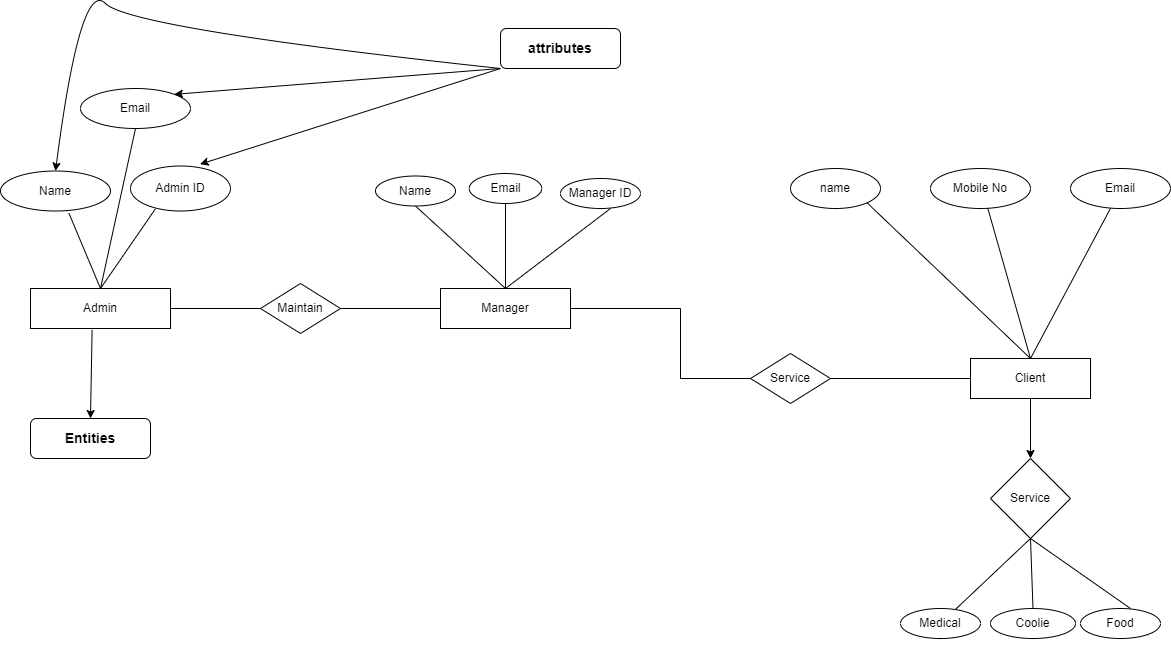 attributes
Email
Name
Admin ID
Name
Email
Manager ID
name
Mobile No
Email
Admin
Maintain
Manager
Service
Client
Entities
Service
Medical
Coolie
Food